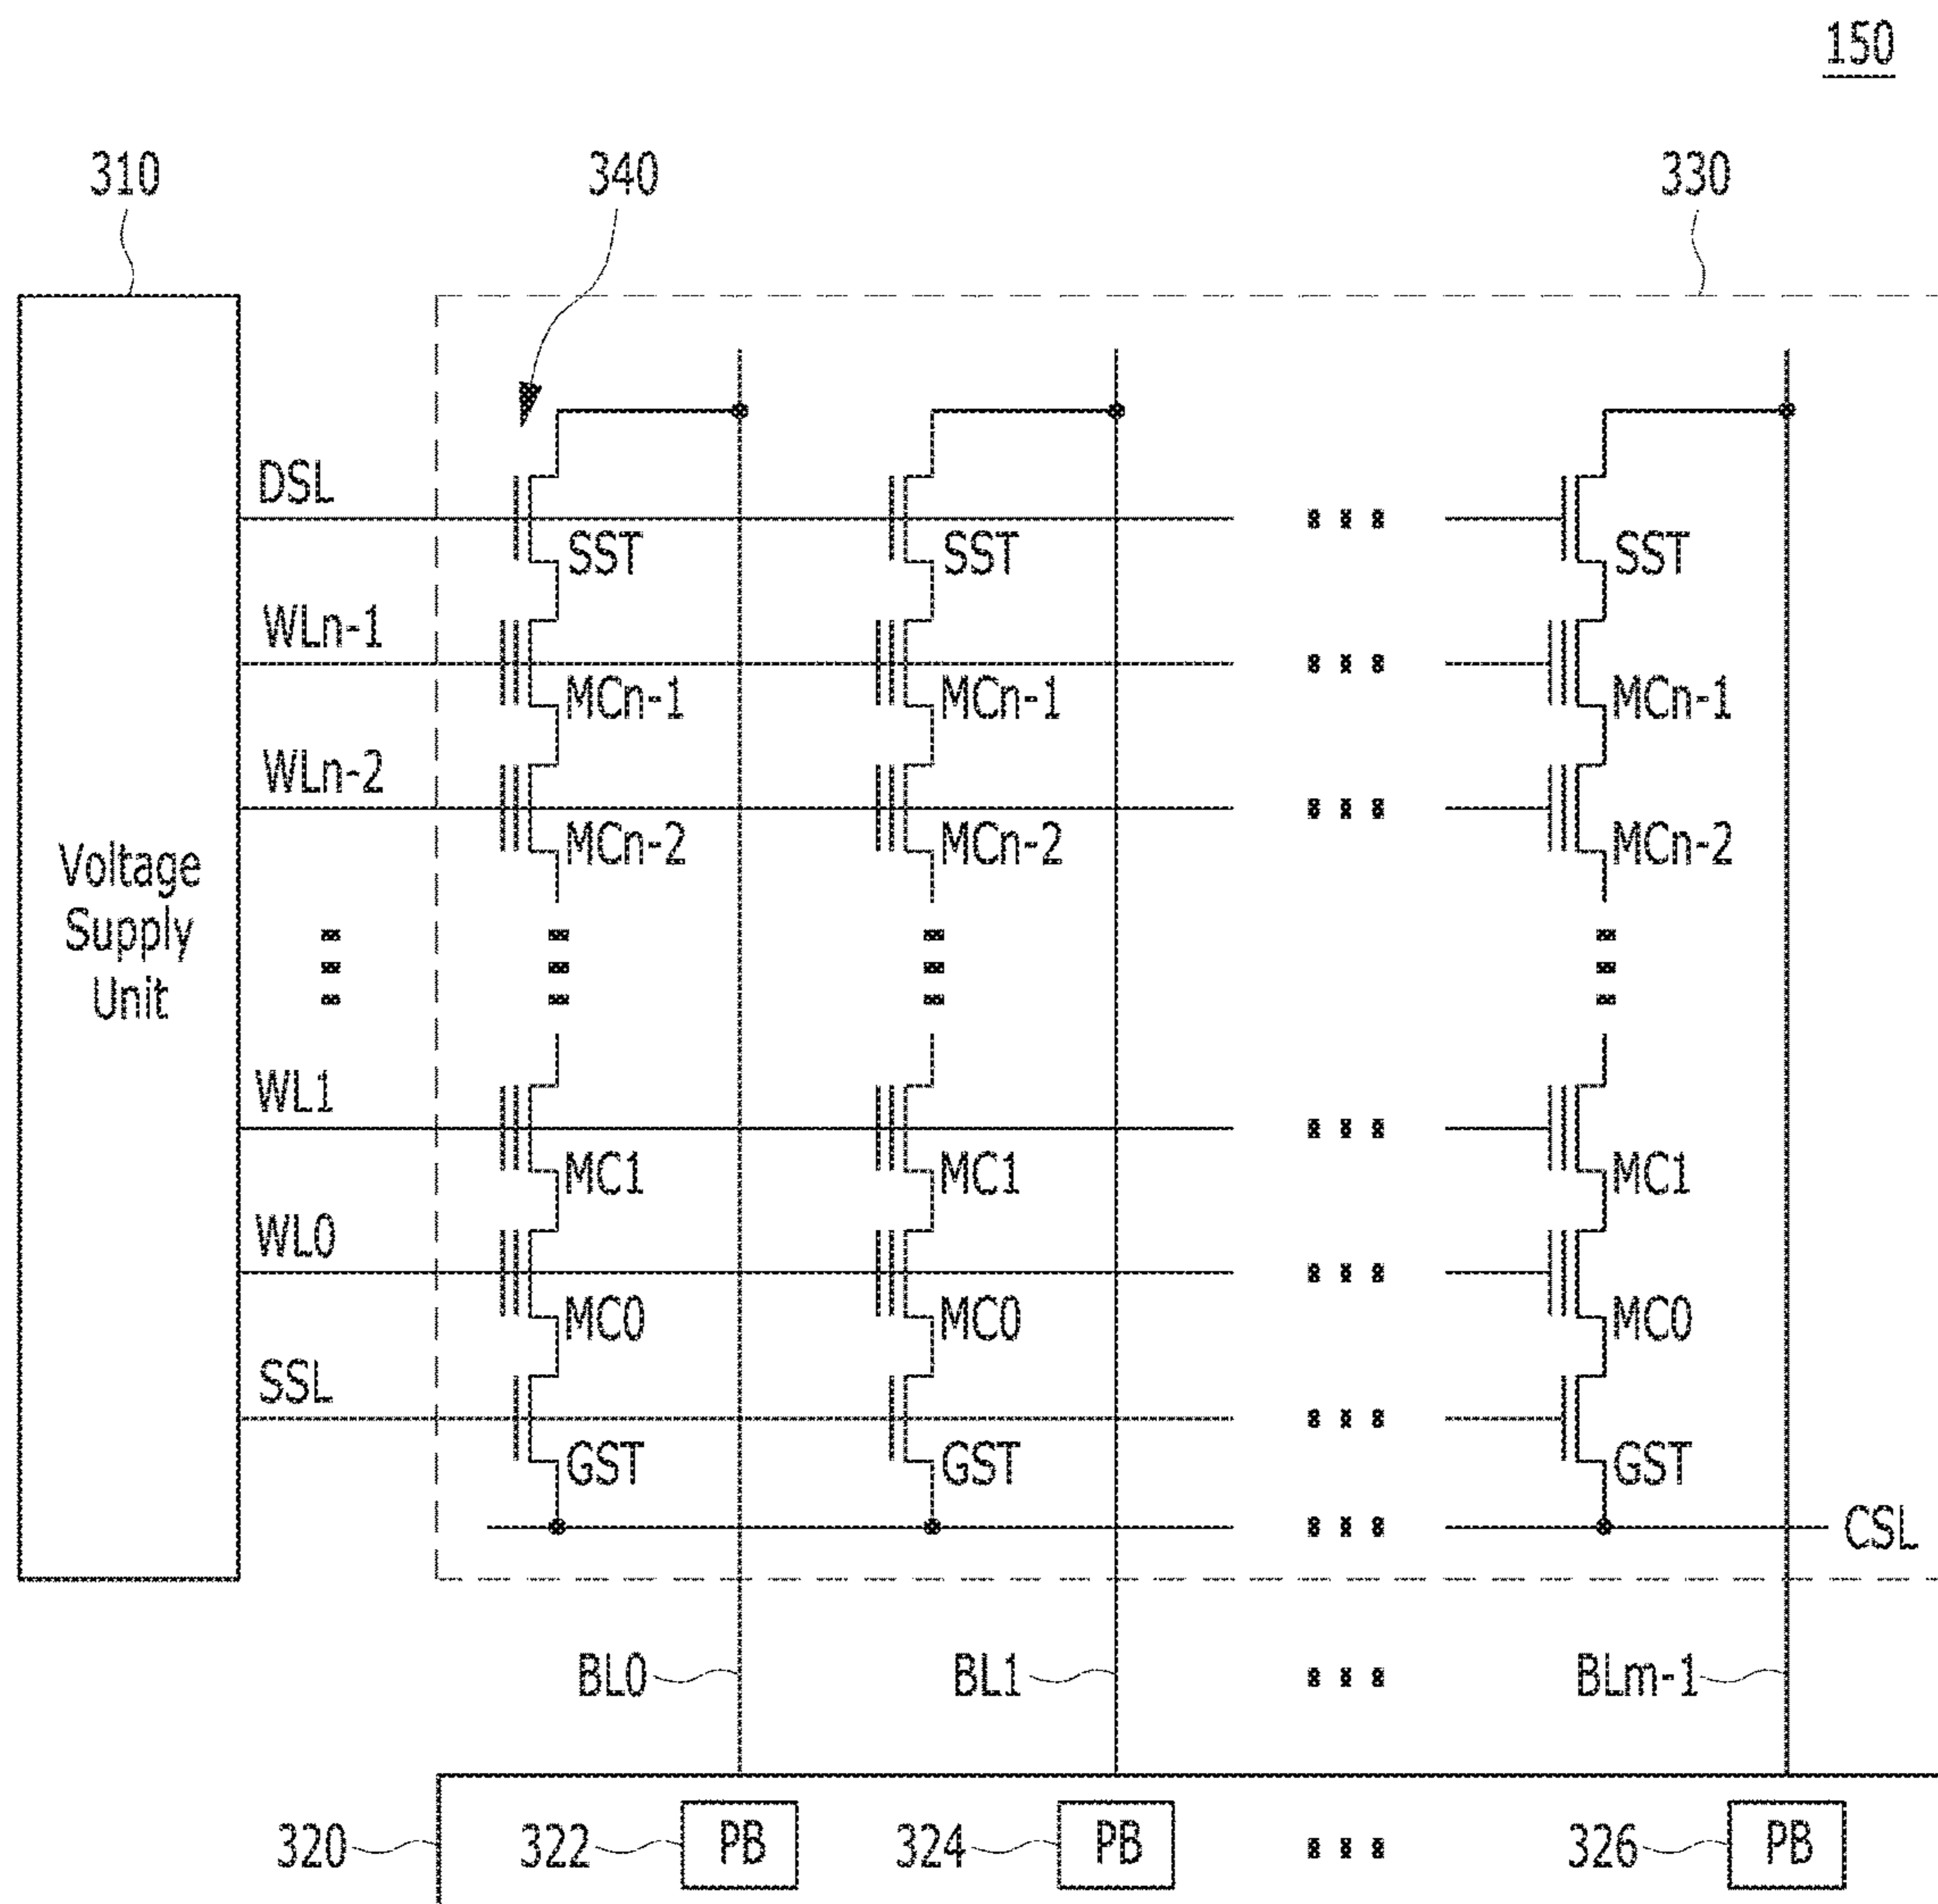 150
310
340
330
DSL
SST
SST
SST
WLn-1
MCn-1
MCn-1
MCn-1
WLn-2
MCn-2
MCn-2
MCn-2
Voltage
Supply
Unit
WL1
MC1
MC1
MC1
WL0
MC0
MC0
MC0
SSL
GST
GST
GST
CSL
BL0
BL1
BLm-1
320
322
PB
324
PB
326
PB